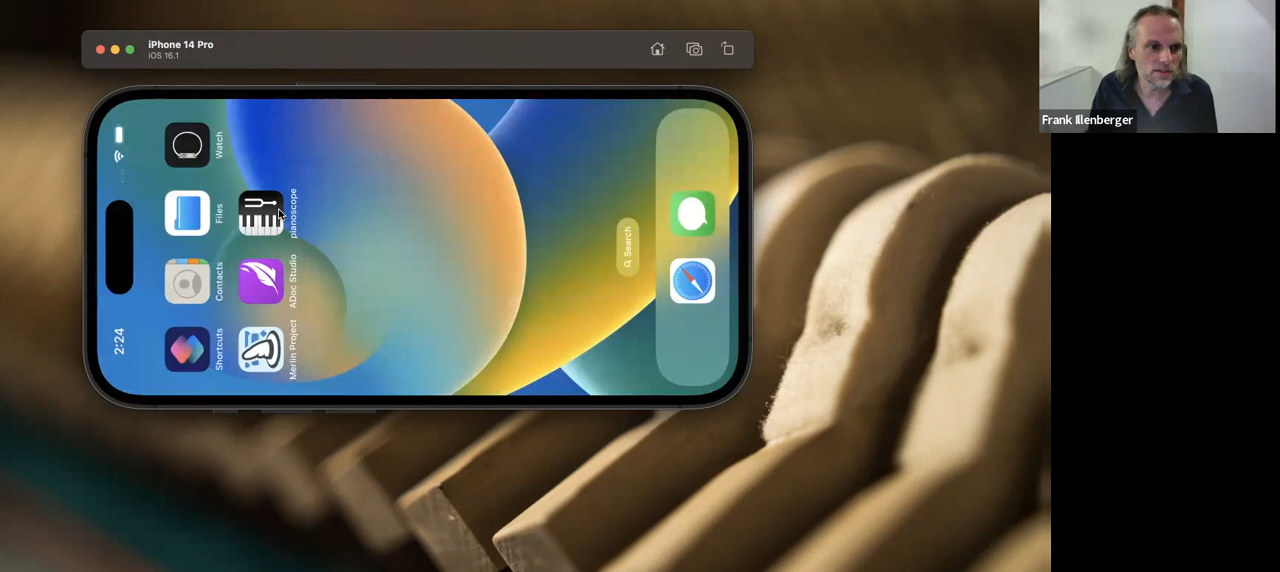 iPhone 14 Pro
iOS 16.1
Frank Illenberger
2:24
Watch
Files
Contacts
Shortcuts
pianoscope
ADoc Studio
Merlin Project
Search